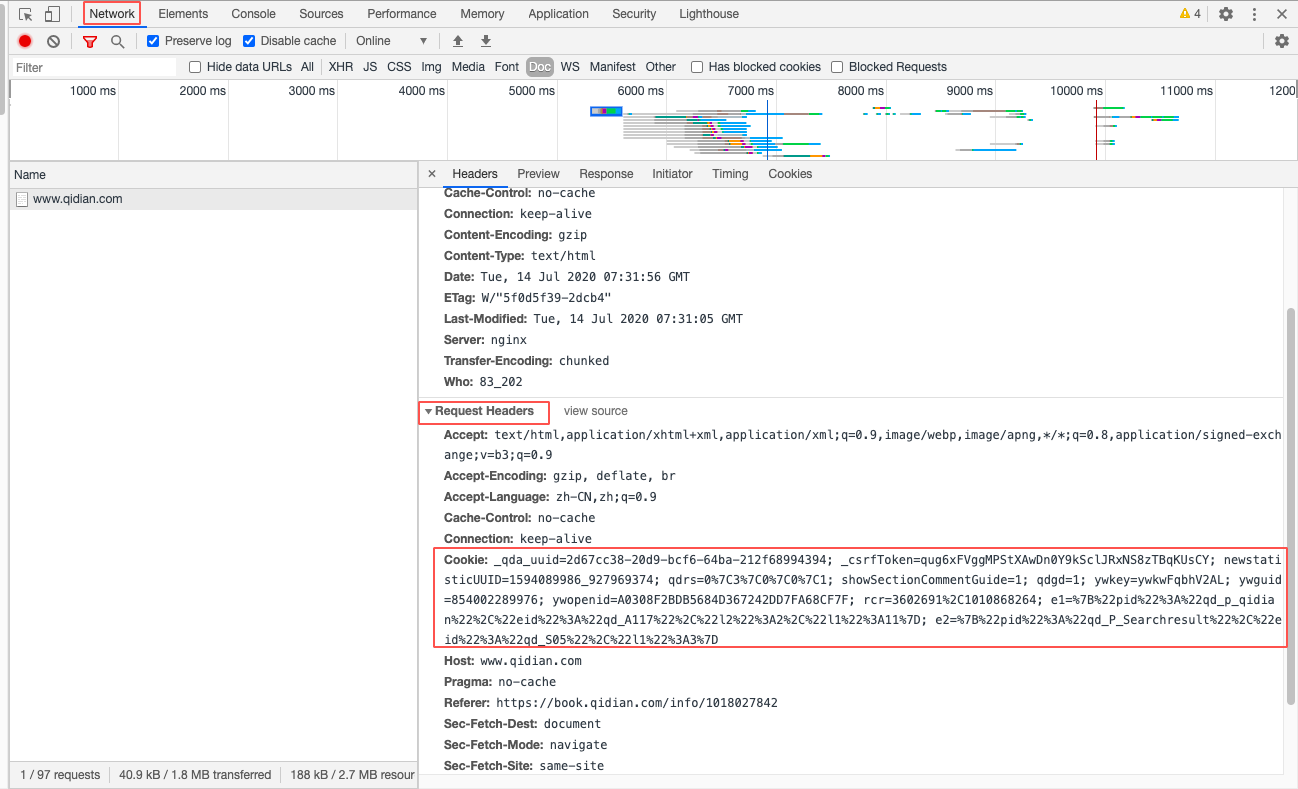 Network Elements Console Sources Performance Memory Application Security Lighthouse 4
Preserve log Disable cache Online
Filter Hide data URLs All XHR JS CSS Img Media Font Doc WS Manifest Other Has blocked cookies Blocked Requests
1000 ms 2000 ms 3000 ms 4000 ms 5000 ms 6000 ms 7000 ms 8000 ms 9000 ms 10000 ms 11000 ms 1200
Name
www.qidian.com
× Headers Preview Response Initiator Timing Cookies
Cache-Control: no-cache
Connection: keep-alive
Content-Encoding: gzip
Content-Type: text/html
Date: Tue, 14 Jul 2020 07:31:56 GMT
ETag: W/"5f0d5f39-2dcb4"
Last-Modified: Tue, 14 Jul 2020 07:31:05 GMT
Server: nginx
Transfer-Encoding: chunked
Who: 83_202
Request Headers view source
Accept: text/html,application/xhtml+xml,application/xml;q=0.9,image/webp,image/apng,*/*;q=0.8,application/signed-exch
ange;v=b3;q=0.9
Accept-Encoding: gzip, deflate, br
Accept-Language: zh-CN,zh;q=0.9
Cache-Control: no-cache
Connection: keep-alive
Cookie: _qda_uuid=2d67cc38-20d9-bcf6-64ba-212f68994394; _csrfToken=qug6xFVggMPStXAwDn0Y9kSclJRxNS8zTBqKUsCY; newstati
sticUUID=1594089986_927969374; qdrs=0%7C3%7C0%7C0%7C1; showSectionCommentGuide=1; qdgd=1; ywkey=ywkwFqbhV2AL; ywguid
=854002289976; ywopenid=A0308F2BDB5684D367242DD7FA68CF7F; rcr=3602691%2C1010868264; e1=%7B%22pid%22%3A%22qd_p_qidia
n%22%2C%22eid%22%3A%22qd_A117%22%2C%22l2%22%3A2%2C%22l1%22%3A11%7D; e2=%7B%22pid%22%3A%22qd_P_Searchresult%22%2C%22e
id%22%3A%22qd_S05%22%2C%22l1%22%3A3%7D
Host: www.qidian.com
Pragma: no-cache
Referer: https://book.qidian.com/info/1018027842
Sec-Fetch-Dest: document
Sec-Fetch-Mode: navigate
Sec-Fetch-Site: same-site
1 / 97 requests 40.9 kB / 1.8 MB transferred 188 kB / 2.7 MB resour